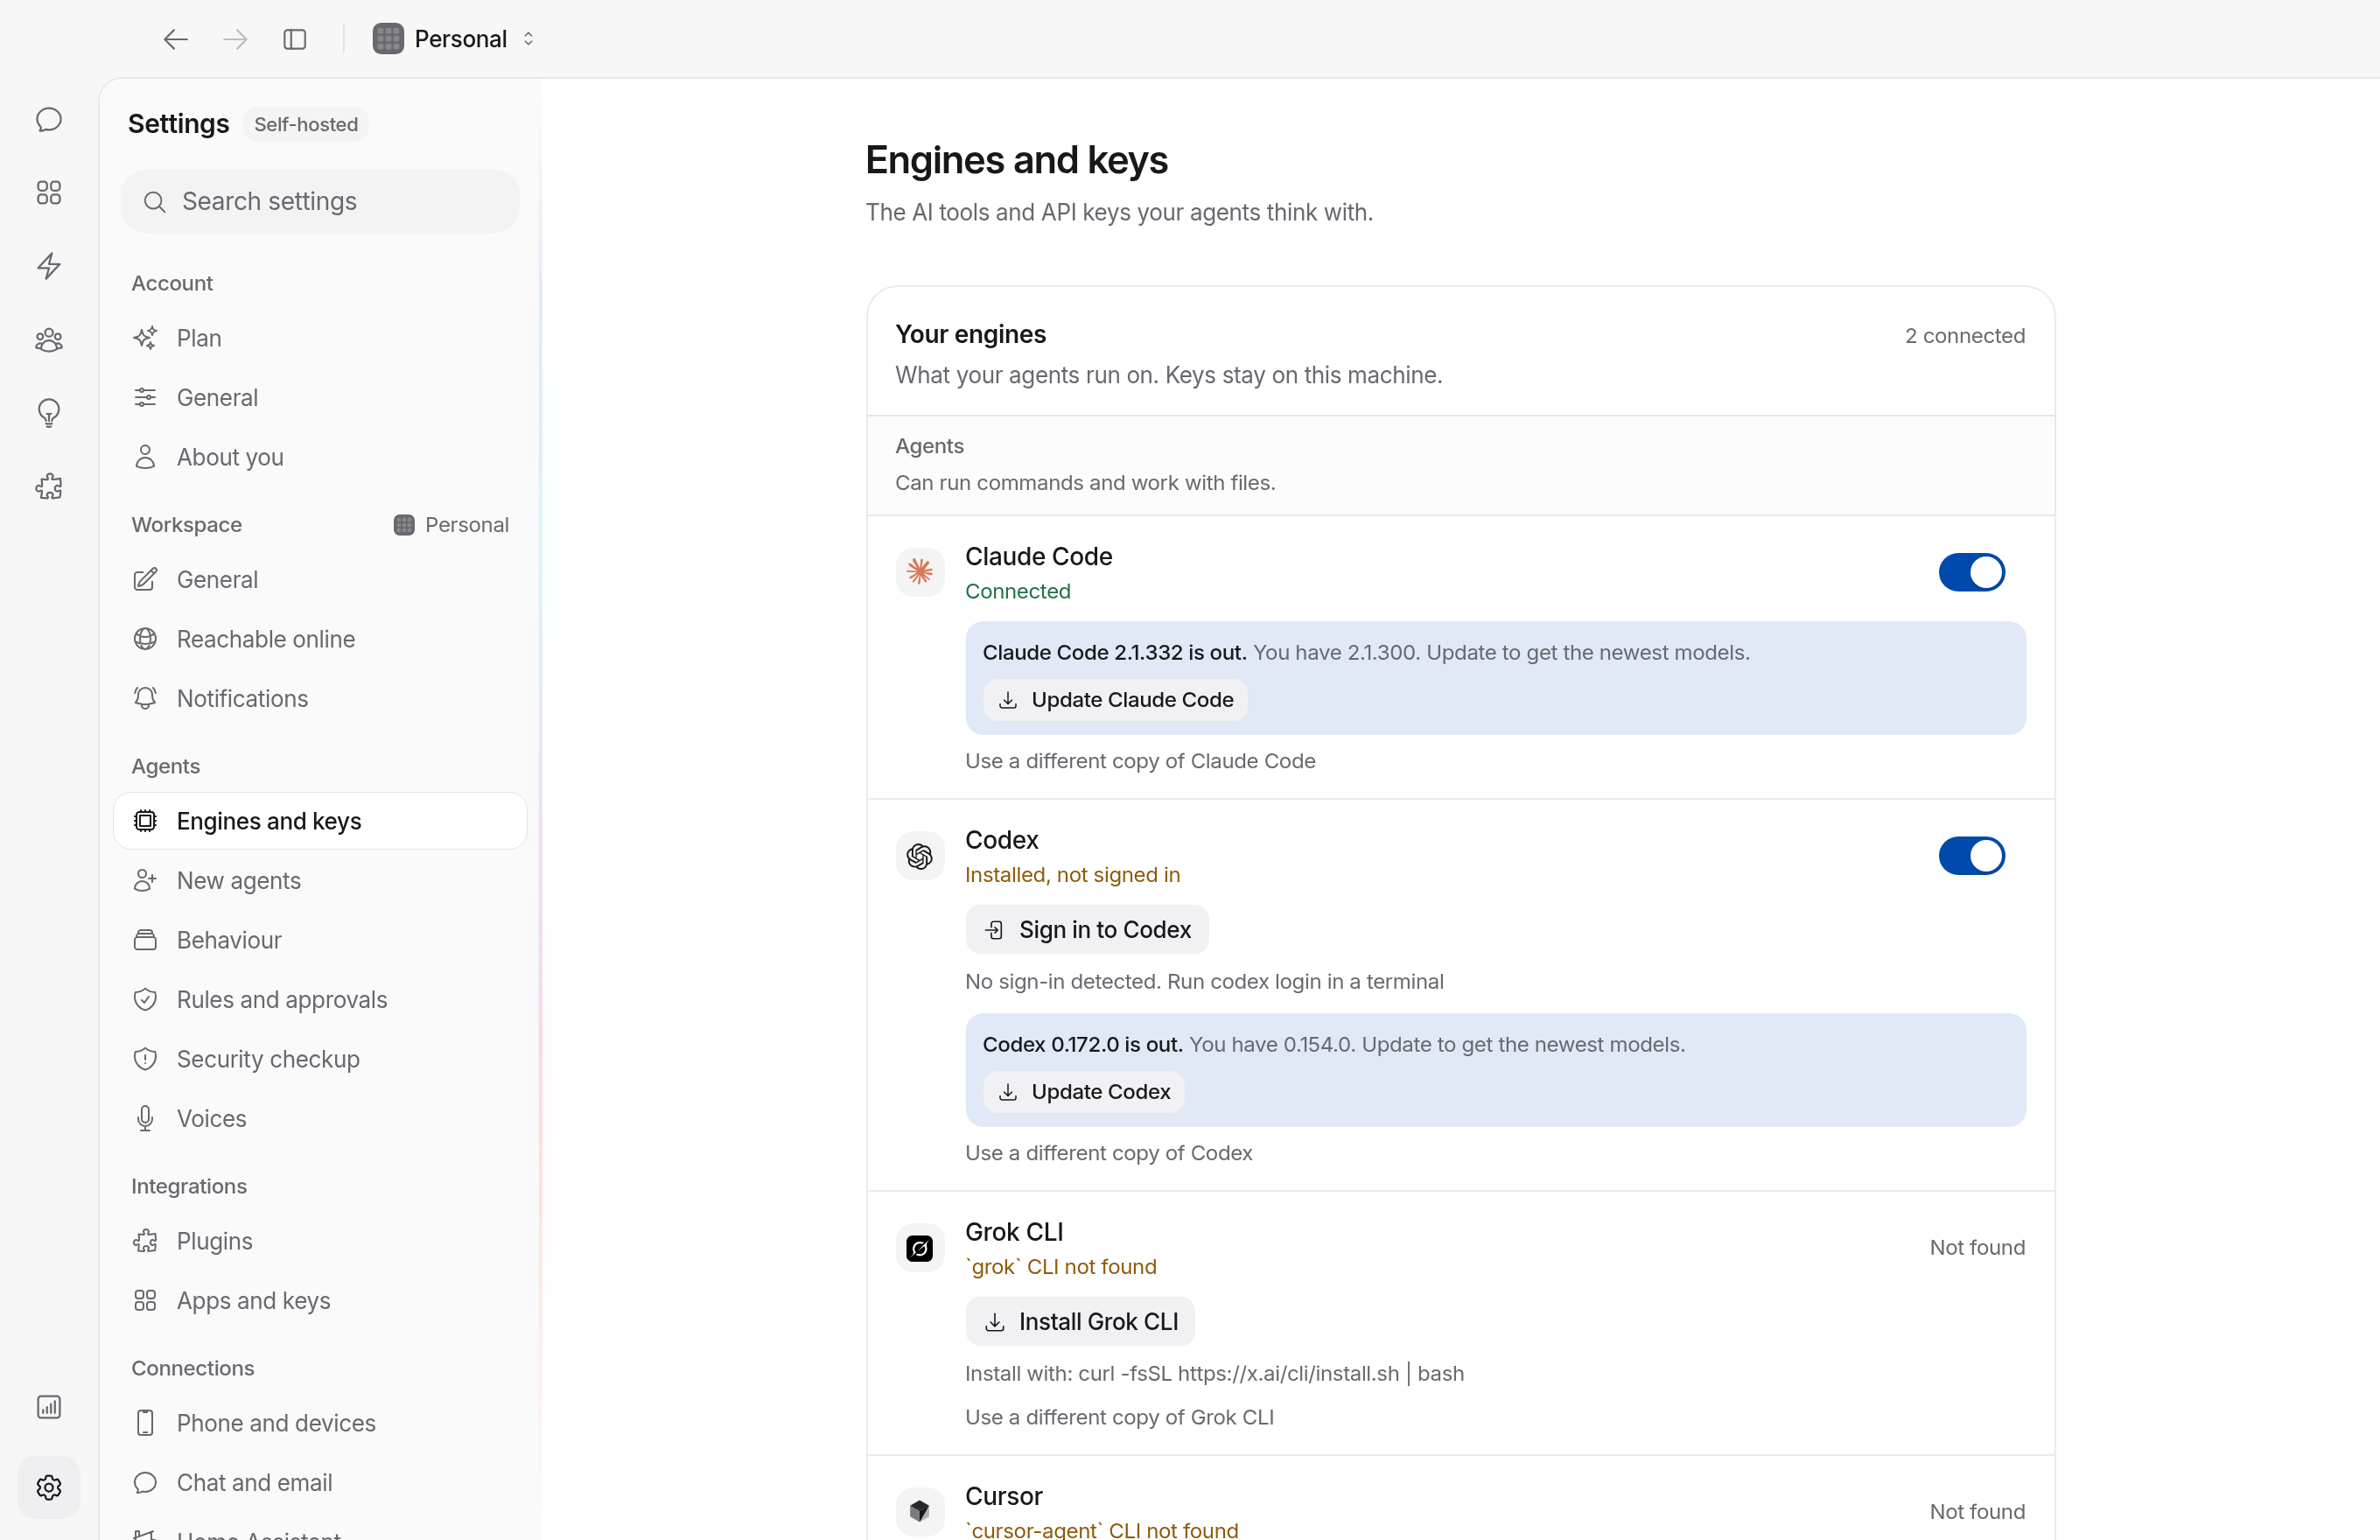 Personal
Settings
Self-hosted
Search settings
Account
Plan
General
About you
Workspace
Personal
General
Reachable online
Notifications
Agents
Engines and keys
New agents
Behaviour
Rules and approvals
Security checkup
Voices
Integrations
Plugins
Apps and keys
Connections
Phone and devices
Chat and email
Home Assistant
Engines and keys
The AI tools and API keys your agents think with.
Your engines
2 connected
What your agents run on. Keys stay on this machine.
Agents
Can run commands and work with files.
Claude Code
Connected
Claude Code 2.1.332 is out. You have 2.1.300. Update to get the newest models.
Update Claude Code
Use a different copy of Claude Code
Codex
Installed, not signed in
Sign in to Codex
No sign-in detected. Run codex login in a terminal
Codex 0.172.0 is out. You have 0.154.0. Update to get the newest models.
Update Codex
Use a different copy of Codex
Grok CLI
Not found
`grok` CLI not found
Install Grok CLI
Install with: curl -fsSL https://x.ai/cli/install.sh | bash
Use a different copy of Grok CLI
Cursor
Not found
`cursor-agent` CLI not found